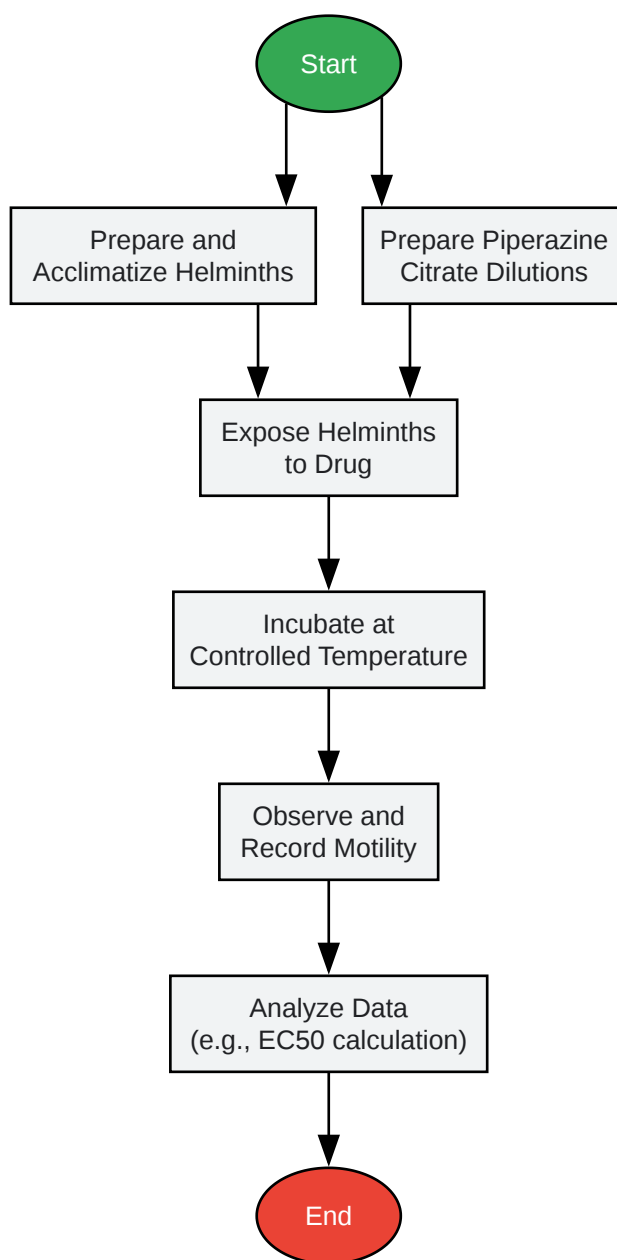 Start
Prepare and
Acclimatize Helminths
Prepare Piperazine
Citrate Dilutions
Expose Helminths
to Drug
Incubate at
Controlled Temperature
Observe and
Record Motility
Analyze Data
(e.g., EC50 calculation)
End